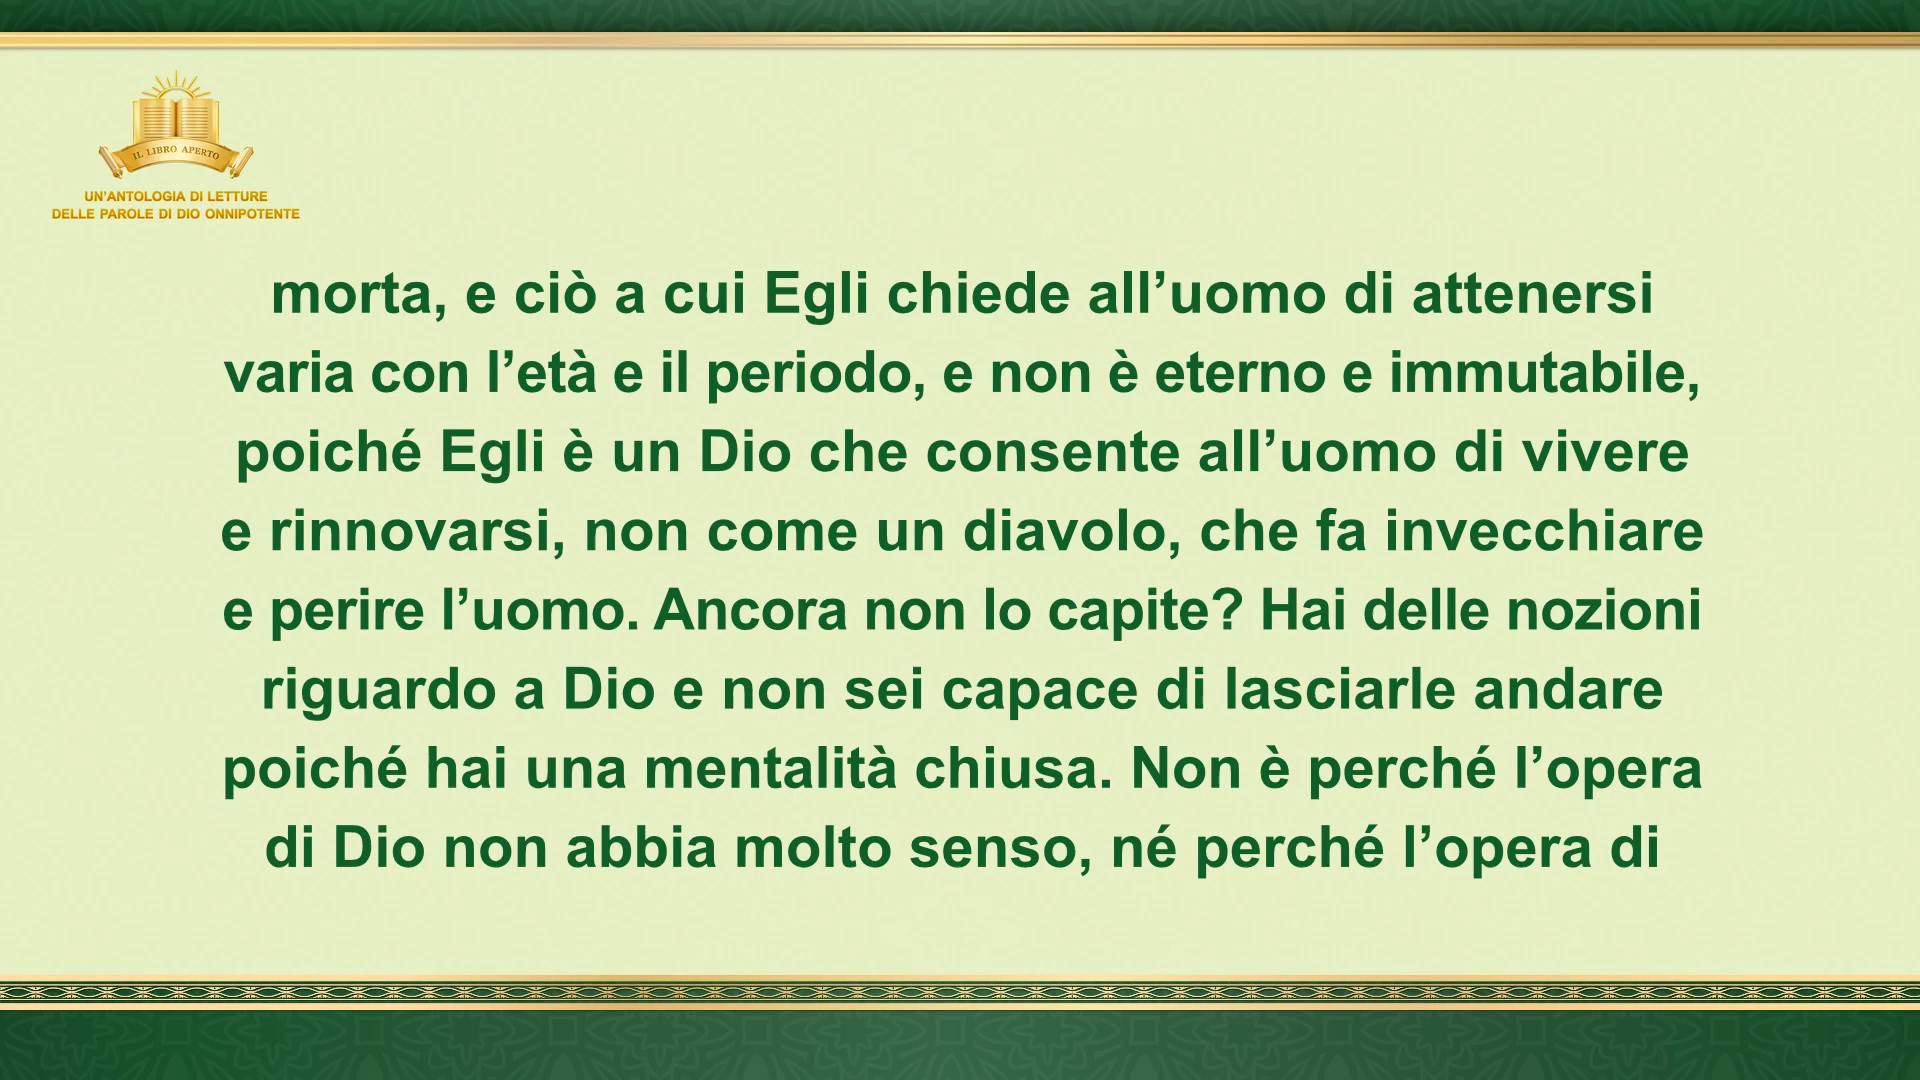 IL LIBRO APERTO
UN’ANTOLOGIA DI LETTURE
DELLE PAROLE DI DIO ONNIPOTENTE
morta, e ciò a cui Egli chiede all’uomo di attenersi
varia con l’età e il periodo, e non è eterno e immutabile,
poiché Egli è un Dio che consente all’uomo di vivere
e rinnovarsi, non come un diavolo, che fa invecchiare
e perire l’uomo. Ancora non lo capite? Hai delle nozioni
riguardo a Dio e non sei capace di lasciarle andare
poiché hai una mentalità chiusa. Non è perché l’opera
di Dio non abbia molto senso, né perché l’opera di